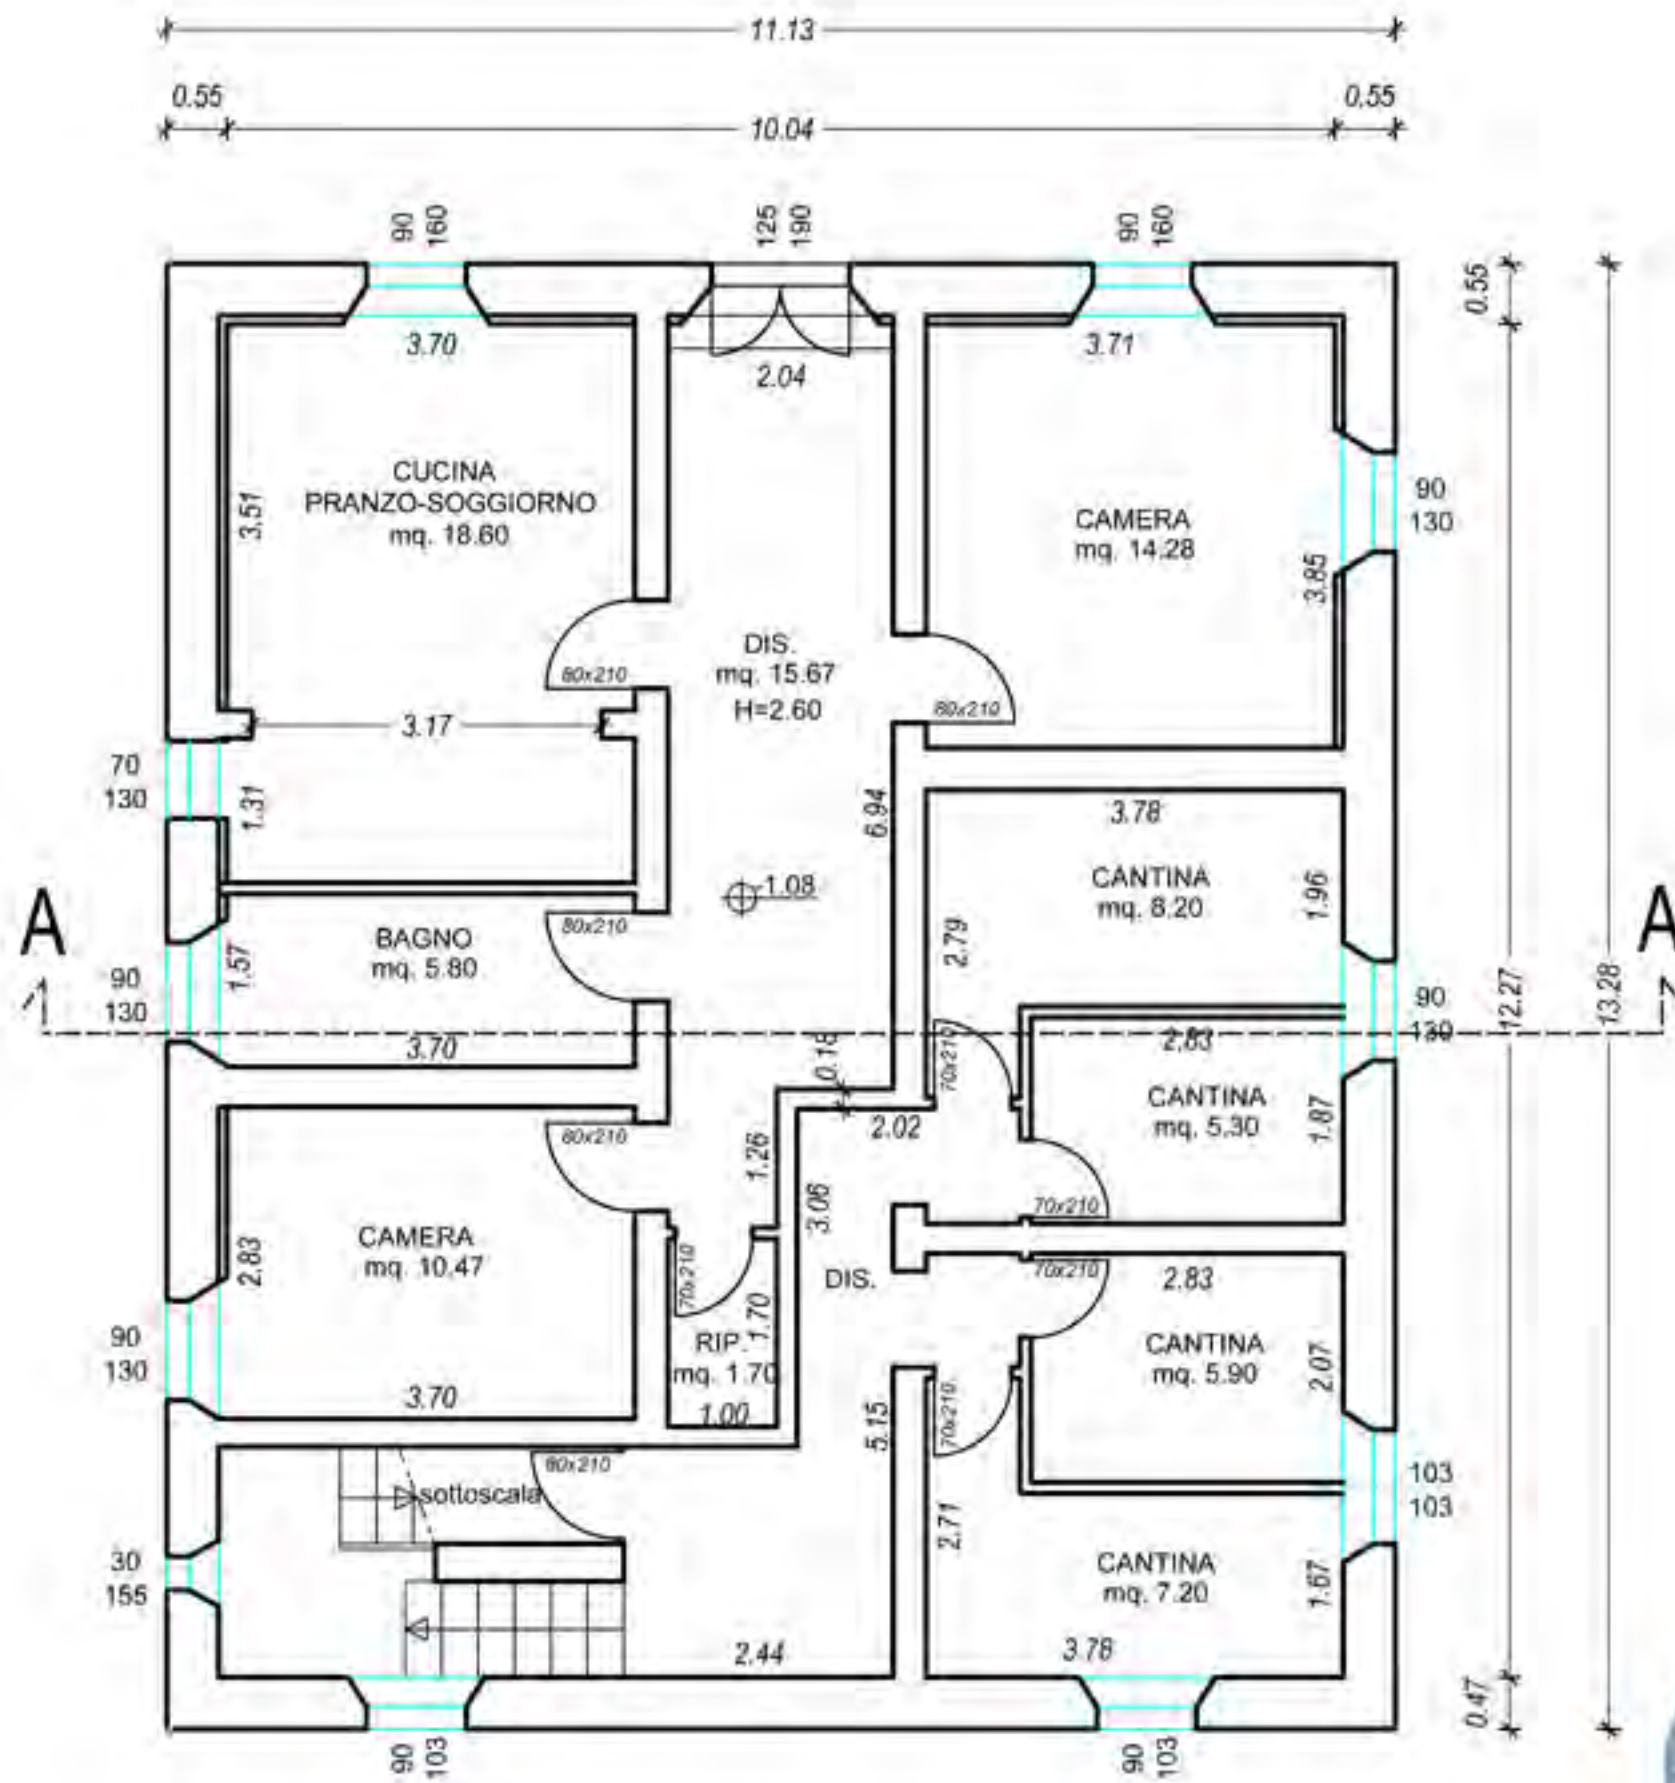 11.13
0.55
0,55
10.04
90
160
125
190
90
160
0.55
3.70
2.04
3.71
CUCINA
PRANZO-SOGGIORNO
mq. 18.60
3.51
90
130
CAMERA
mq. 14.28
3.85
DIS.
mq. 15.67
H=2.60
80x210
80x210
3.17
70
130
1.31
6.94
3.78
CANTINA
mq. 8.20
1.96
-1.08
A
A
80x210
BAGNO
mq. 5.80
1.57
2.79
90
130
12.27
13.28
90
130
3.70
0.18
70x210
2,83
CANTINA
mq. 5,30
1.87
2.02
80x210
1.26
3.06
70x210
CAMERA
mq. 10,47
2,83
70x210
DIS.
70x210
2.83
1.70
RIP.
mq. 1.70
1.00
CANTINA
mq. 5.90
2.07
90
130
3.70
5.15
70x210
80x210
sottoscala
103
103
2.71
30
155
CANTINA
mq. 7.20
1.67
2.44
3.78
0.47
90
103
90
103